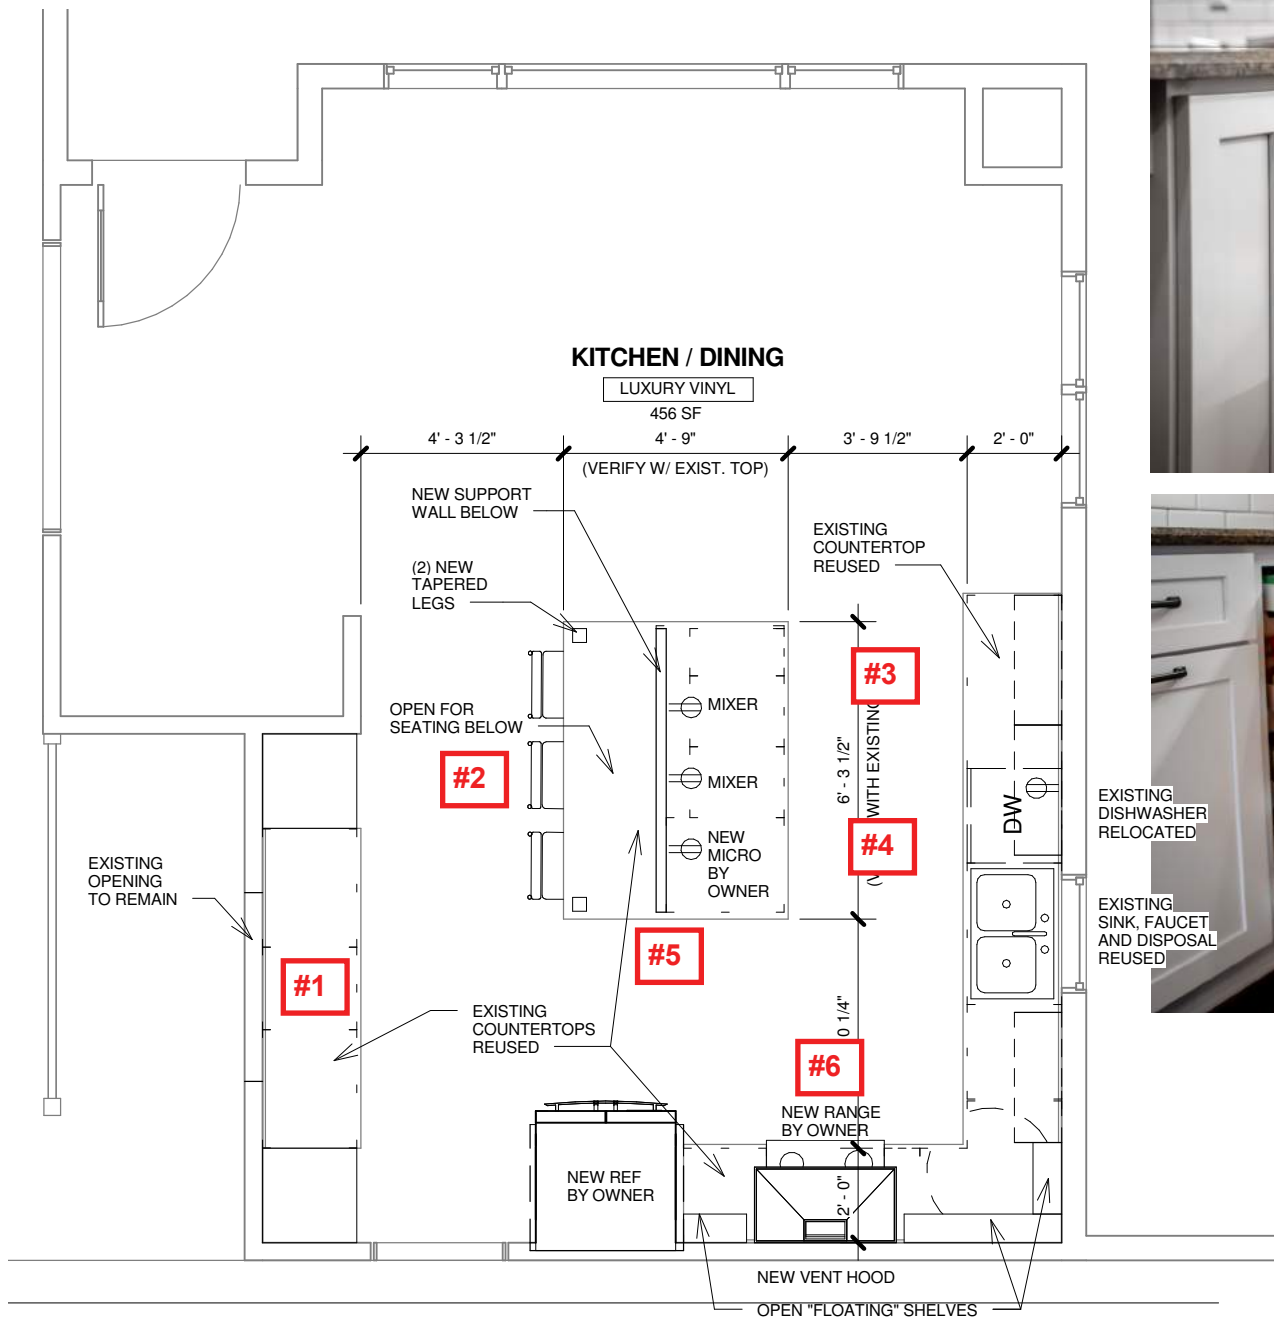 KITCHEN / DINING
LUXURY VINYL
456 SF
4' - 3 1/2"
4' - 9"
3' - 9 1/2"
2' - 0"
(VERIFY W/ EXIST. TOP)
NEW SUPPORT
WALL BELOW
EXISTING
COUNTERTOP
REUSED
(2) NEW
TAPERED
LEGS
#3
MIXER
OPEN FOR
SEATING BELOW
#2
MIXER
6' - 3 1/2"
WITH EXISTING
DW
EXISTING
DISHWASHER
RELOCATED
#4
NEW
MICRO
BY
OWNER
EXISTING
OPENING
TO REMAIN
EXISTING
SINK, FAUCET
AND DISPOSAL
REUSED
#5
#1
EXISTING
COUNTERTOPS
REUSED
0 1/4"
#6
NEW RANGE
BY OWNER
NEW REF
BY OWNER
2' - 0"
NEW VENT HOOD
OPEN "FLOATING" SHELVES